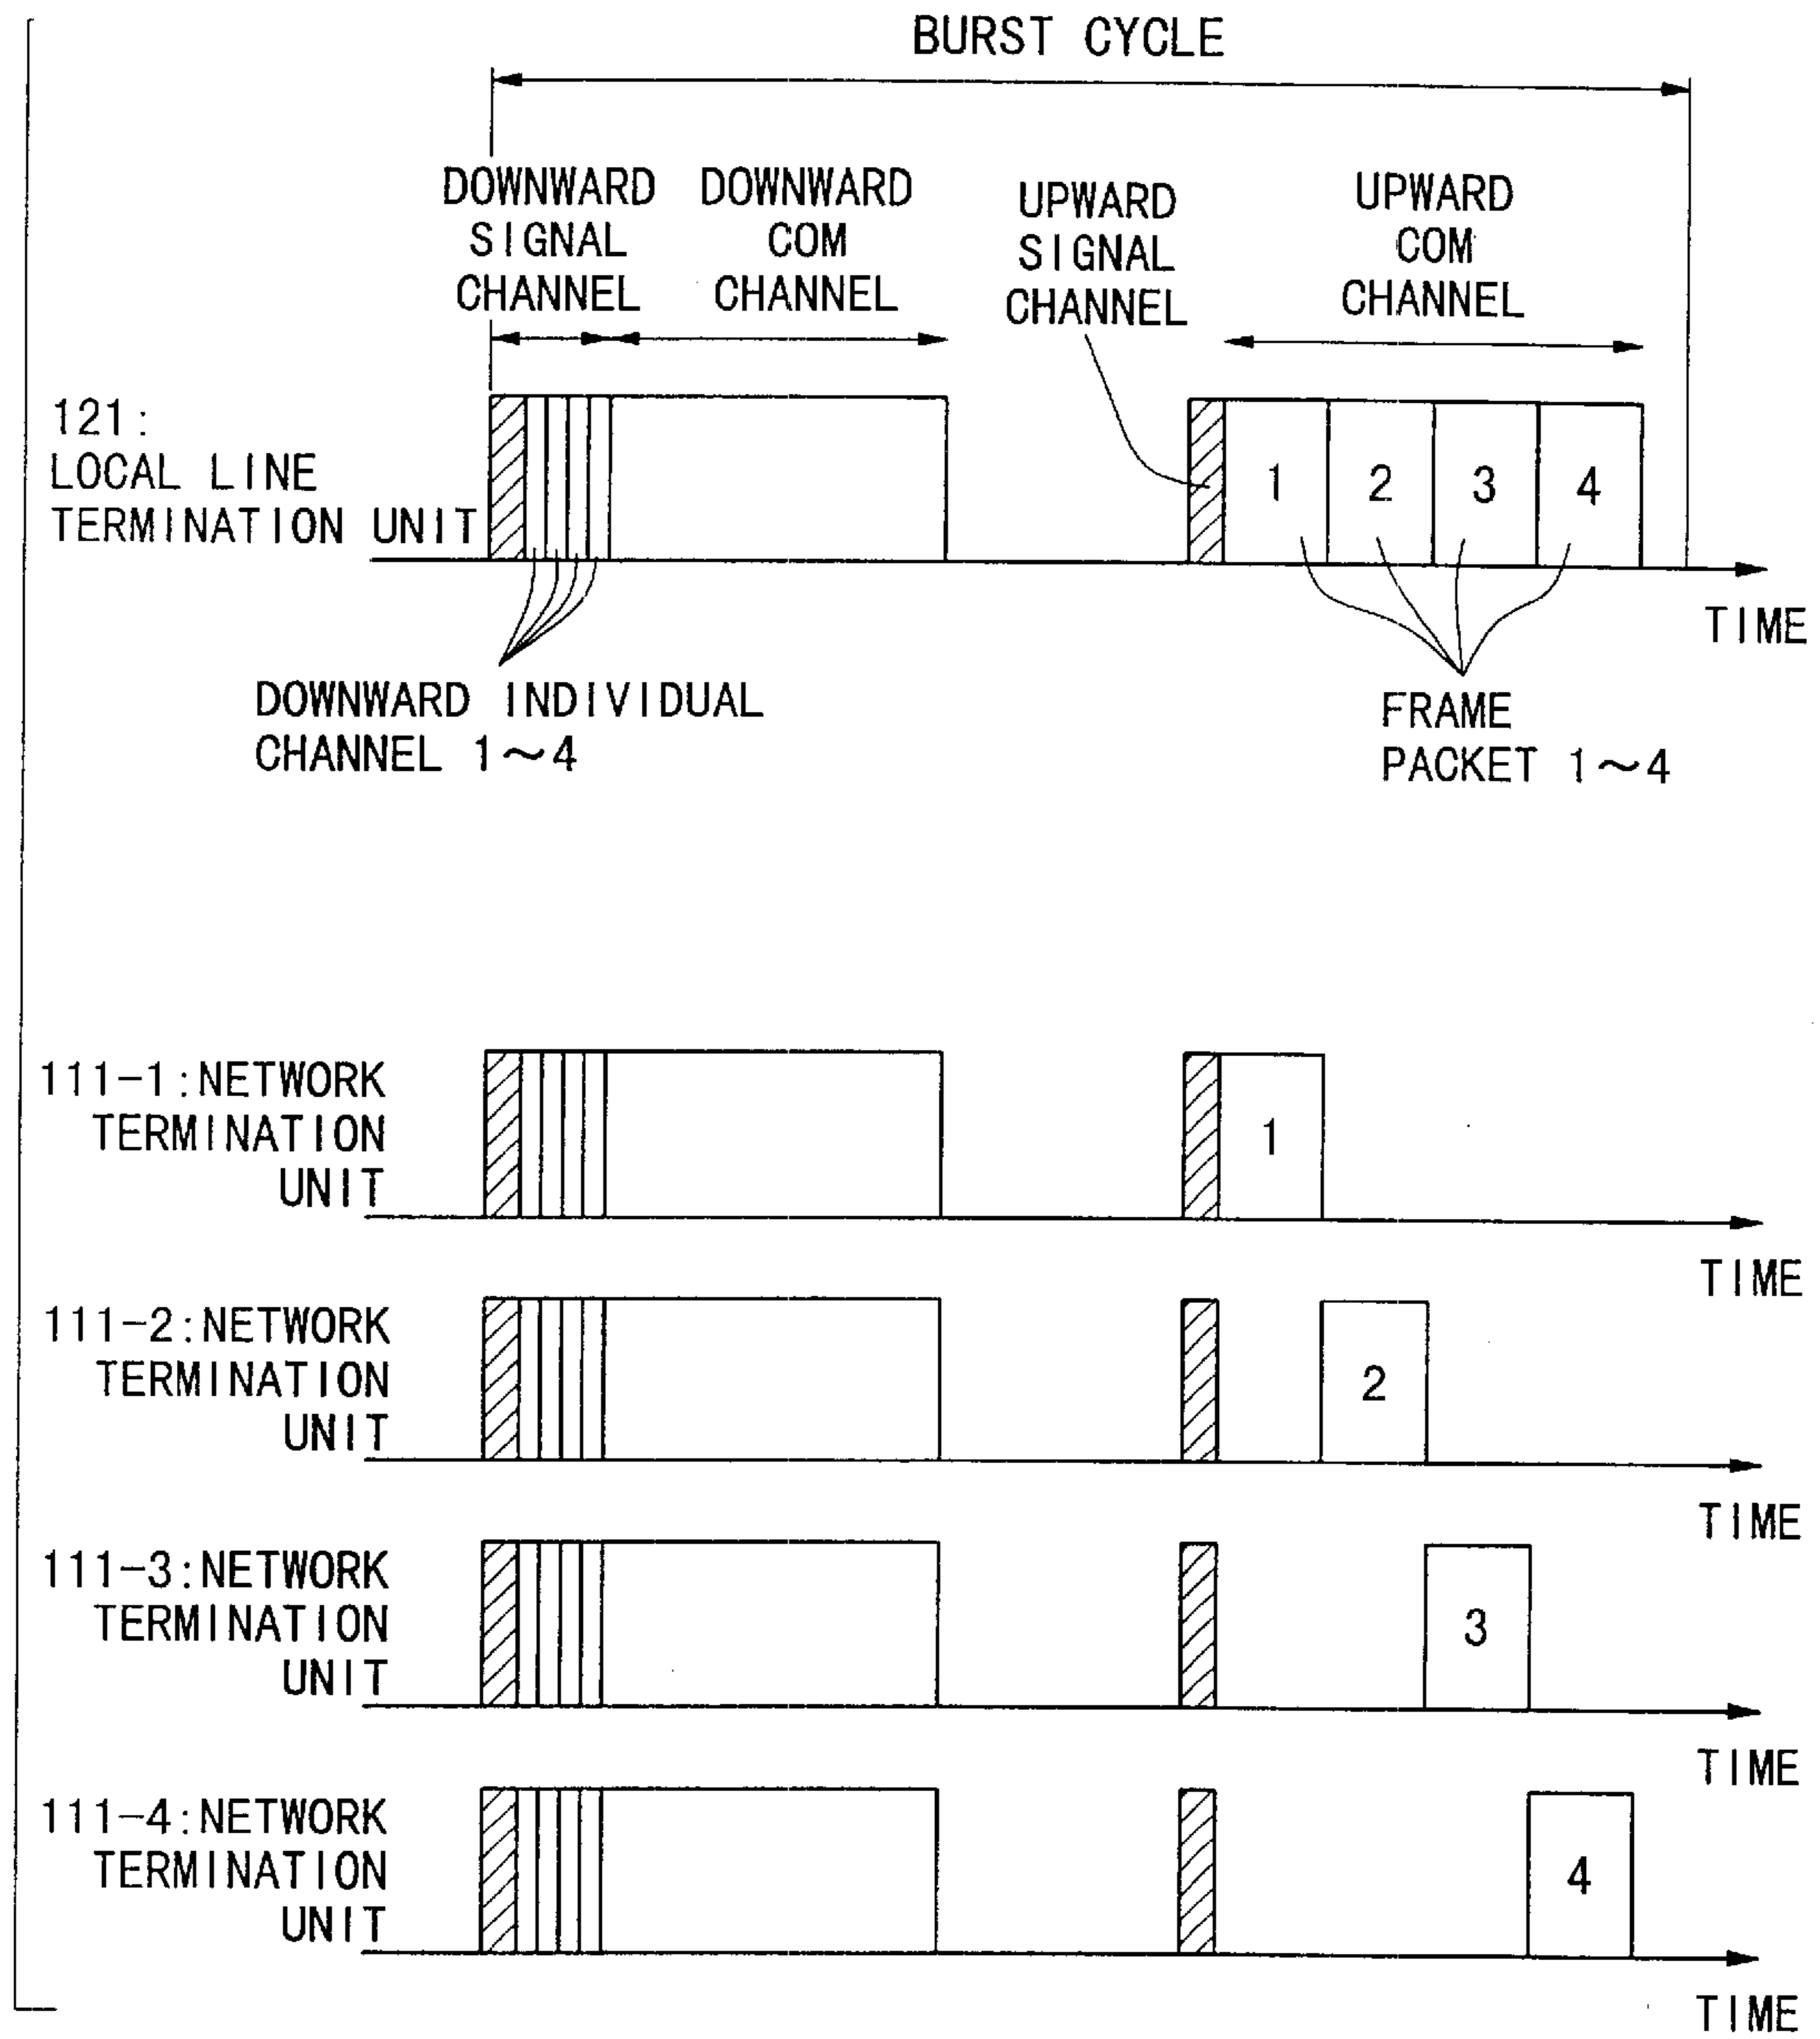 BURST CYCLE
DOWNWARD
SIGNAL
CHANNEL
DOWNWARD
COM
CHANNEL
UPWARD
SIGNAL
CHANNEL
UPWARD
COM
CHANNEL
121:
LOCAL LINE
TERMINATION UNIT
1
2
3
4
TIME
DOWNWARD INDIVIDUAL
CHANNEL 1~4
FRAME
PACKET 1~4
111-1:NETWORK
TERMINATION
UNIT
1
TIME
111-2:NETWORK
TERMINATION
UNIT
2
TIME
111-3:NETWORK
TERMINATION
UNIT
3
TIME
111-4:NETWORK
TERMINATION
UNIT
4
TIME